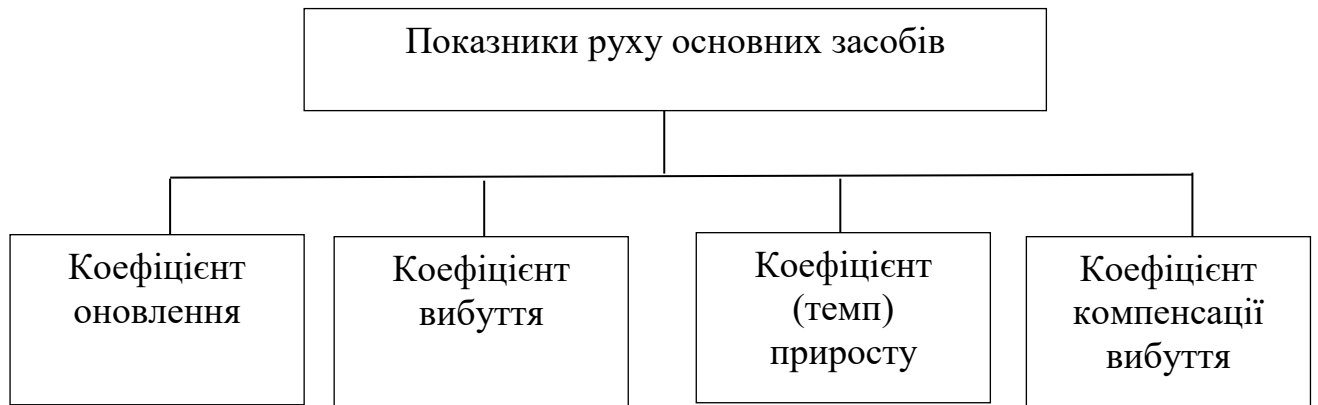 Показники руху основних засобів
Коефіцієнт
оновлення
Коефіцієнт
вибуття
Коефіцієнт
(темп)
приросту
Коефіцієнт
компенсації
вибуття